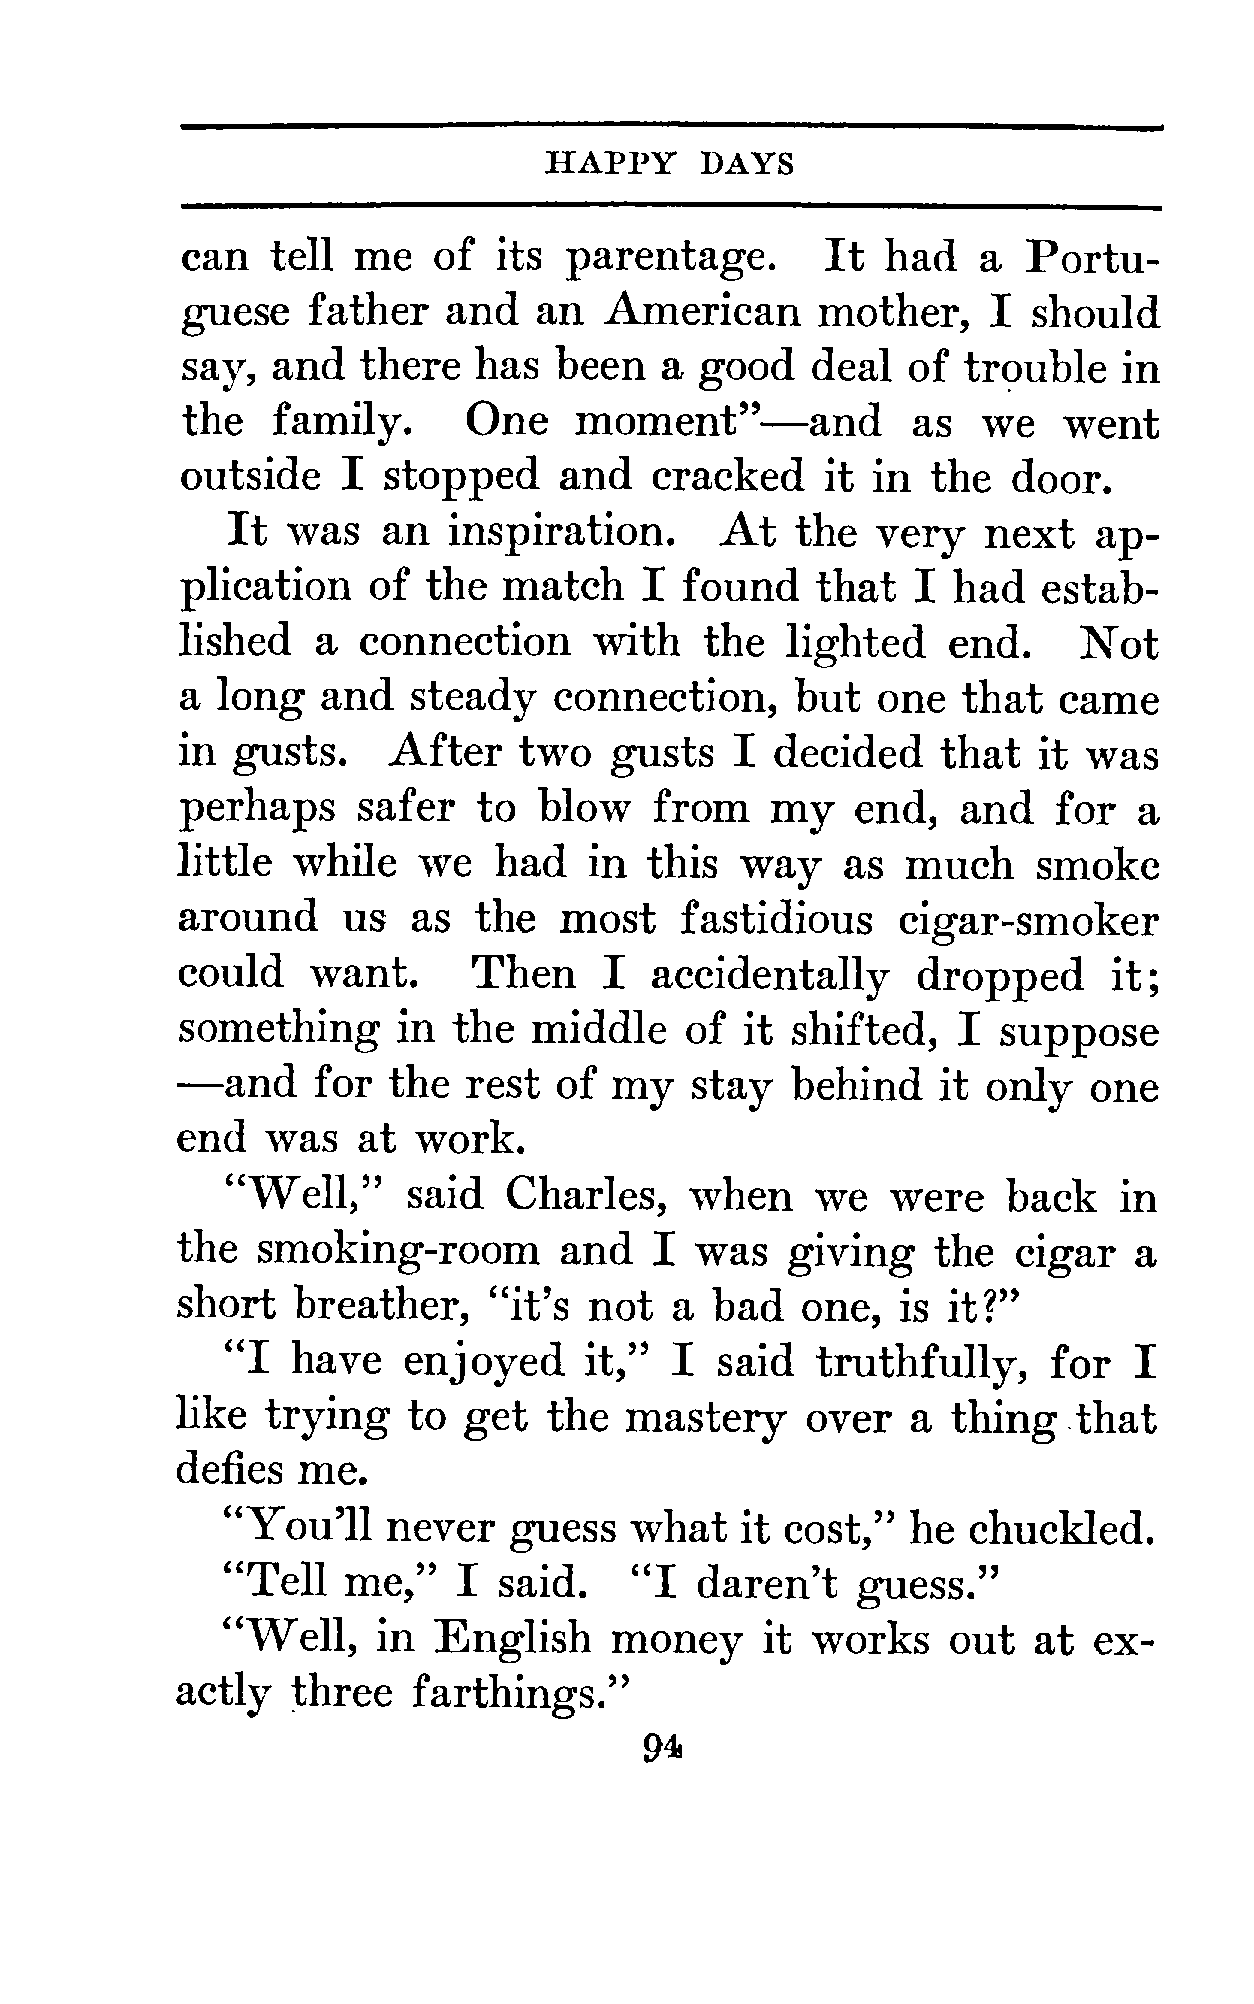 HAPPY DAYS
can tell me of its parentage. It had a Portu-
guese father and an American mother, I should
say, and there has been a good deal of trouble in
the family. One moment"—and as we went
outside I stopped and cracked it in the door.
It was an inspiration. At the very next ap-
plication of the match I found that I had estab-
lished a connection with the lighted end. Not
a long and steady connection, but one that came
in gusts. After two gusts I decided that it was
perhaps safer to blow from my end, and for a
little while we had in this way as much smoke
around us as the most fastidious cigar-smoker
could want. Then I accidentally dropped it;
something in the middle of it shifted, I suppose
—and for the rest of my stay behind it only one
end was at work.
"Well," said Charles, when we were back in
the smoking-room and I was giving the cigar a
short breather, "it's not a bad one, is it?"
"I have enjoyed it," I said truthfully, for I
like trying to get the mastery over a thing that
defies me.
"You'll never guess what it cost," he chuckled.
"Tell me," I said. "I daren't guess."
"Well, in English money it works out at ex-
actly three farthings."
94